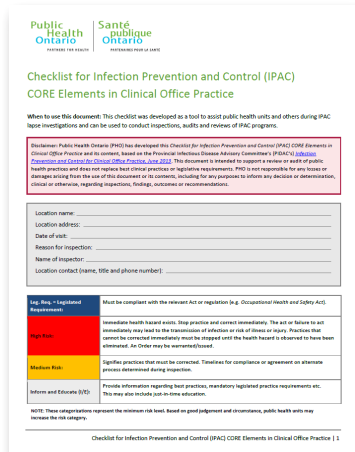 Public
Health
Ontario
PARTNERS FOR HEALTH
Santé
publique
Ontario
PARTENAIRES POUR LA SANTÉ
Checklist for Infection Prevention and Control (IPAC)
CORE Elements in Clinical Office Practice
When to use this document: This checklist was developed as a tool to assist public health units and others during IPAC
lapse investigations and can be used to conduct inspections, audits and reviews of IPAC programs.
Disclaimer: Public Health Ontario (PHO) has developed this Checklist for Infection Prevention and Control (IPAC) CORE Elements in
Clinical Office Practice and its content, based on the Provincial Infectious Disease Advisory Committee's (PIDAC's) Infection
Prevention and Control for Clinical Office Practice, June 2013. This document is intended to support a review or audit of public
health practices and does not replace best clinical practices or legislative requirements. PHO is not responsible for any losses or
damages arising from the use of this document or its contents, including for any purposes to inform any decision or determination,
clinical or otherwise, regarding inspections, findings, outcomes or recommendations.
Location name:
Location address:
Date of visit:
Reason for inspection:
Name of inspector:
Location contact (name, title and phone number):
Leg. Req. = Legislated
Requirement:
Must be compliant with the relevant Act or regulation (e.g. Occupational Health and Safety Act).
High Risk:
Immediate health hazard exists. Stop practice and correct immediately. The act or failure to act
immediately may lead to the transmission of infection or risk of illness or injury. Practices that
cannot be corrected immediately must be stopped until the health hazard is observed to have been
eliminated. An Order may be warranted/issued.
Medium Risk:
Signifies practices that must be corrected. Timelines for compliance or agreement on alternate
process determined during inspection.
Inform and Educate (I/E):
Provide information regarding best practices, mandatory legislated practice requirements etc.
This may also include just-in-time education.
NOTE: These categorizations represent the minimum risk level. Based on good judgement and circumstance, public health units may
increase the risk category.
Checklist for Infection Prevention and Control (IPAC) CORE Elements in Clinical Office Practice | 1